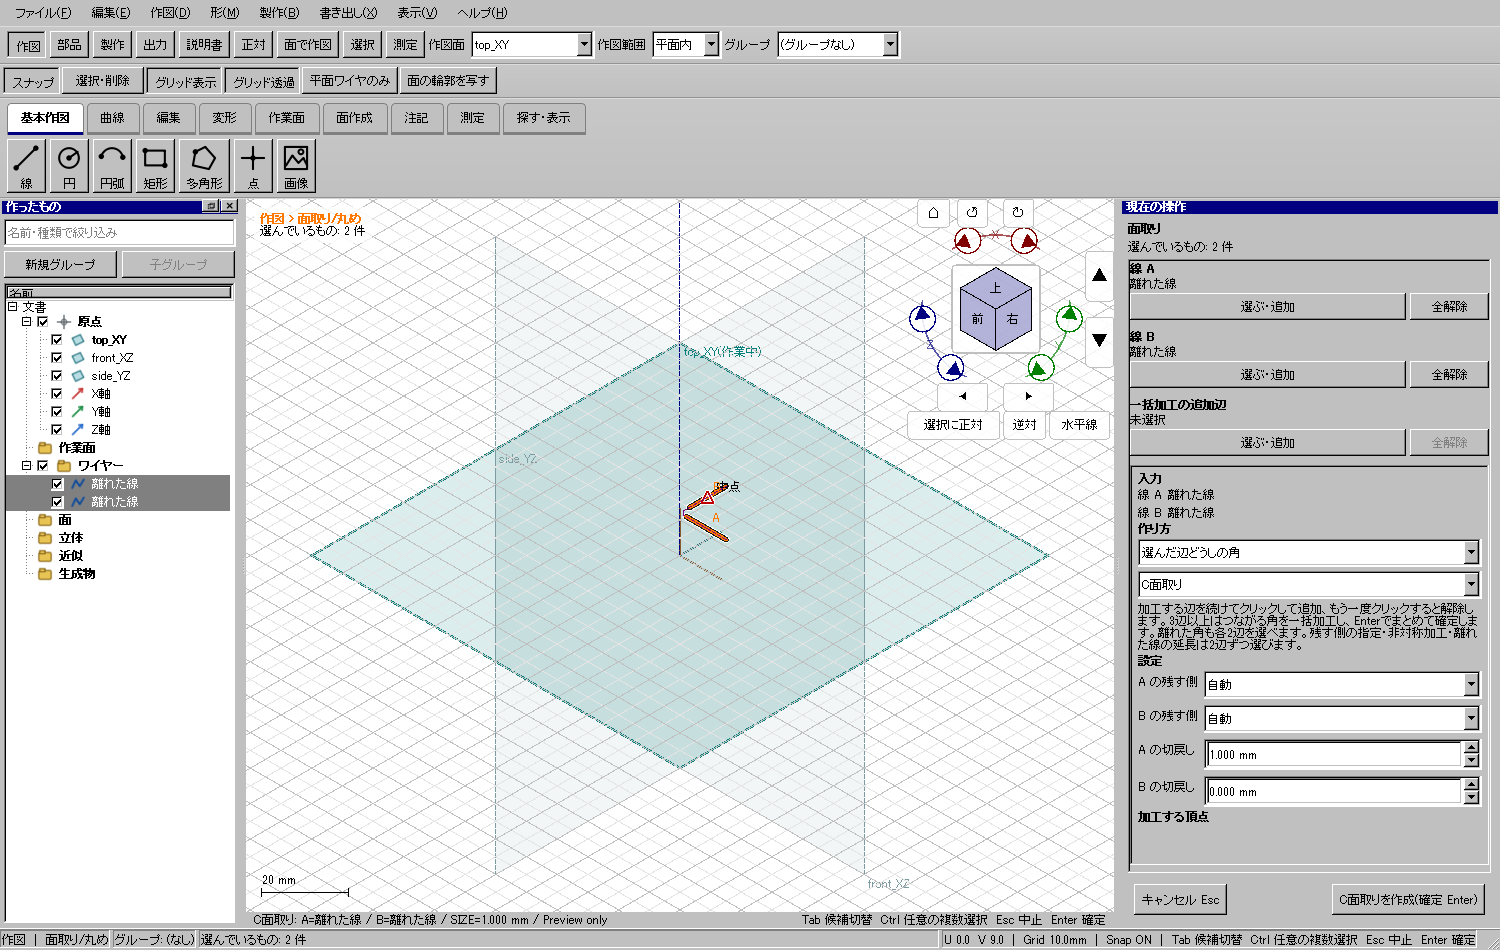 ファイル(F) 編集(E) 作図(D) 形(M) 製作(B) 書き出し(X) 表示(V) ヘルプ(H)
作図 部品 製作 出力 説明書 正対 面で作図 選択 測定 作図面 top_XY 作図範囲 平面内 グループ (グループなし)
スナップ 選択・削除 グリッド表示 グリッド透過 平面ワイヤのみ 面の輪郭を写す
基本作図 曲線 編集 変形 作業面 面作成 注記 測定 探す・表示
線 円 円弧 矩形 多角形 点 画像
作ったもの
名前・種類で絞り込み
新規グループ 子グループ
名前
文書
原点
top_XY
front_XZ
side_YZ
X軸
Y軸
Z軸
作業面
ワイヤー
離れた線
離れた線
面
立体
近似
生成物
作図 > 面取り/丸め
選んでいるもの: 2 件
top_XY(作業中)
side_YZ
front_XZ
中点
A
X
Z
Y
上
前 右
選択に正対 逆対 水平線
20 mm
C面取り: A=離れた線 / B=離れた線 / SIZE=1.000 mm / Preview only
Tab 候補切替 Ctrl 任意の複数選択 Esc 中止 Enter 確定
現在の操作
面取り
選んでいるもの: 2 件
線 A
離れた線
選ぶ・追加 全解除
線 B
離れた線
選ぶ・追加 全解除
一括加工の追加辺
未選択
選ぶ・追加 全解除
入力
線 A 離れた線
線 B 離れた線
作り方
選んだ辺どうしの角
C面取り
加工する辺を続けてクリックして追加、もう一度クリックすると解除し
ます。3辺以上はつながる角を一括加工し、Enterでまとめて確定しま
す。離れた角も各2辺を選べます。残す側の指定・非対称加工・離れ
た線の延長は2辺ずつ選びます。
設定
A の残す側 自動
B の残す側 自動
A の切戻し 1.000 mm
B の切戻し 0.000 mm
加工する頂点
キャンセル Esc C面取りを作成(確定 Enter)
作図 | 面取り/丸め グループ: (なし) 選んでいるもの: 2 件
U 0.0 V 9.0 | Grid 10.0mm | Snap ON | Tab 候補切替 Ctrl 任意の複数選択 Esc 中止 Enter 確定